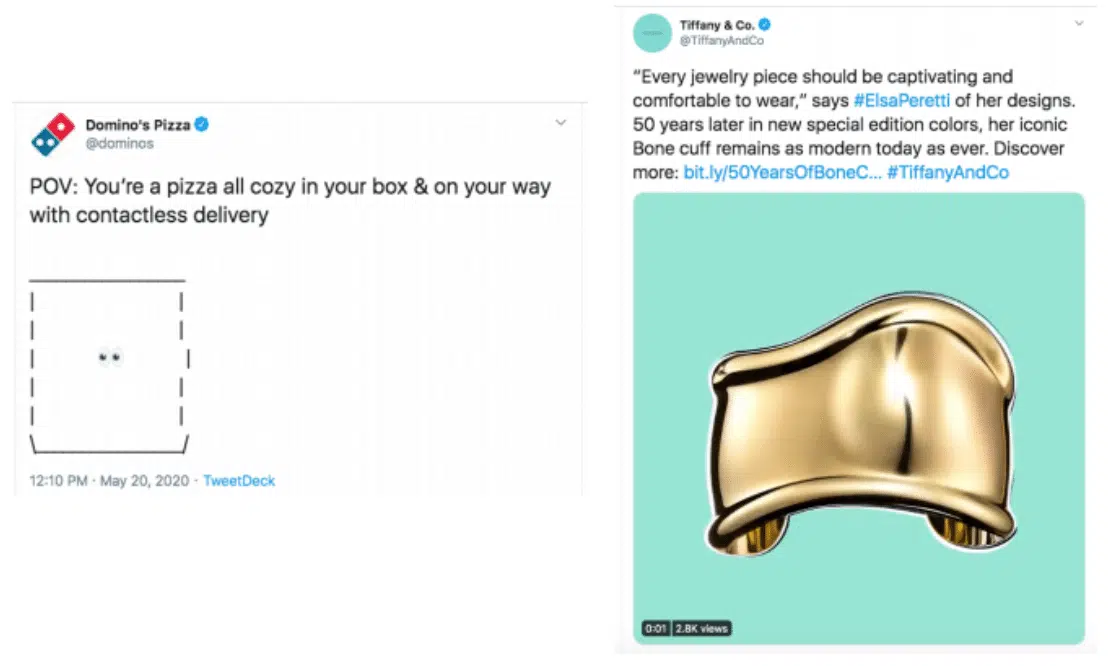 Domino's Pizza
@dominos
POV: You're a pizza all cozy in your box & on your way
with contactless delivery
12:10 PM · May 20, 2020 · TweetDeck
Tiffany & Co.
@TiffanyAndCo
“Every jewelry piece should be captivating and
comfortable to wear,” says #ElsaPeretti of her designs.
50 years later in new special edition colors, her iconic
Bone cuff remains as modern today as ever. Discover
more: bit.ly/50YearsOfBoneC... #TiffanyAndCo
0:01 2.8K views